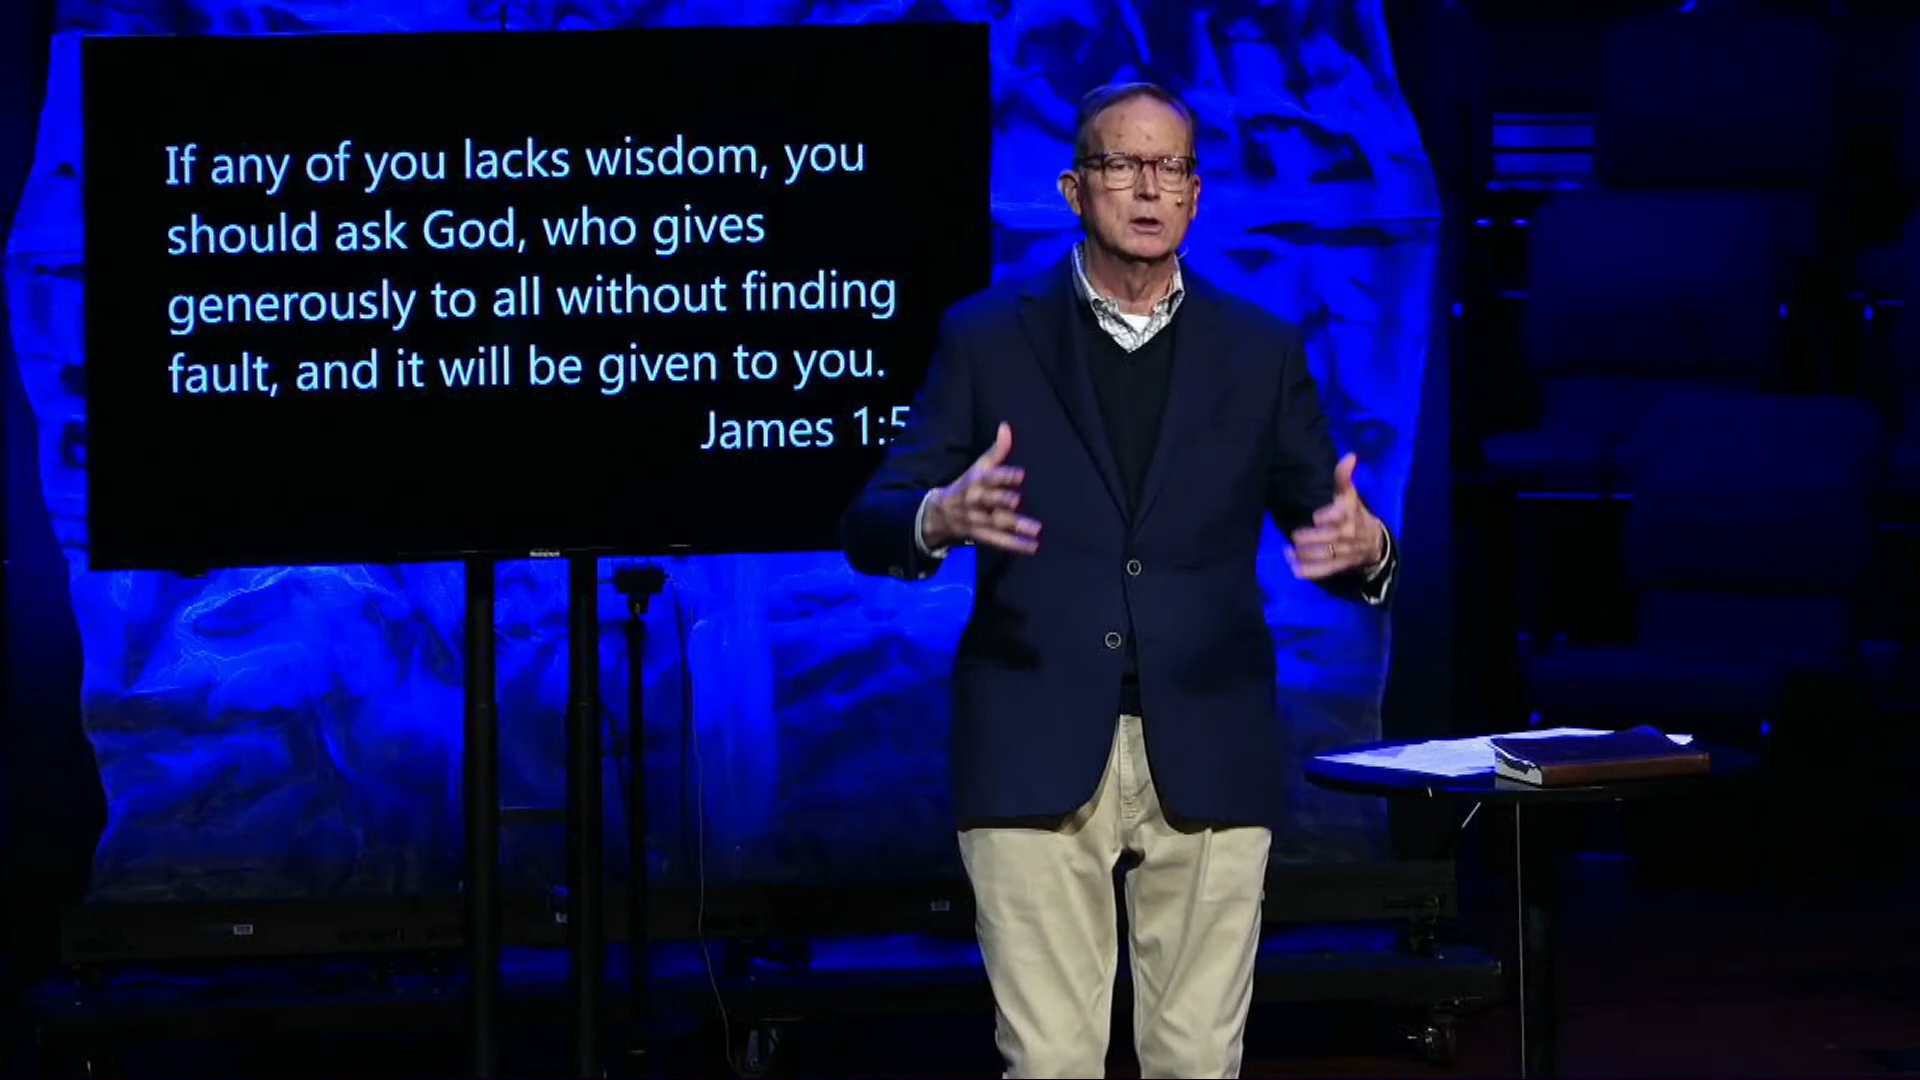 If any of you lacks wisdom, you
should ask God, who gives
generously to all without finding
fault, and it will be given to you.
James 1:5